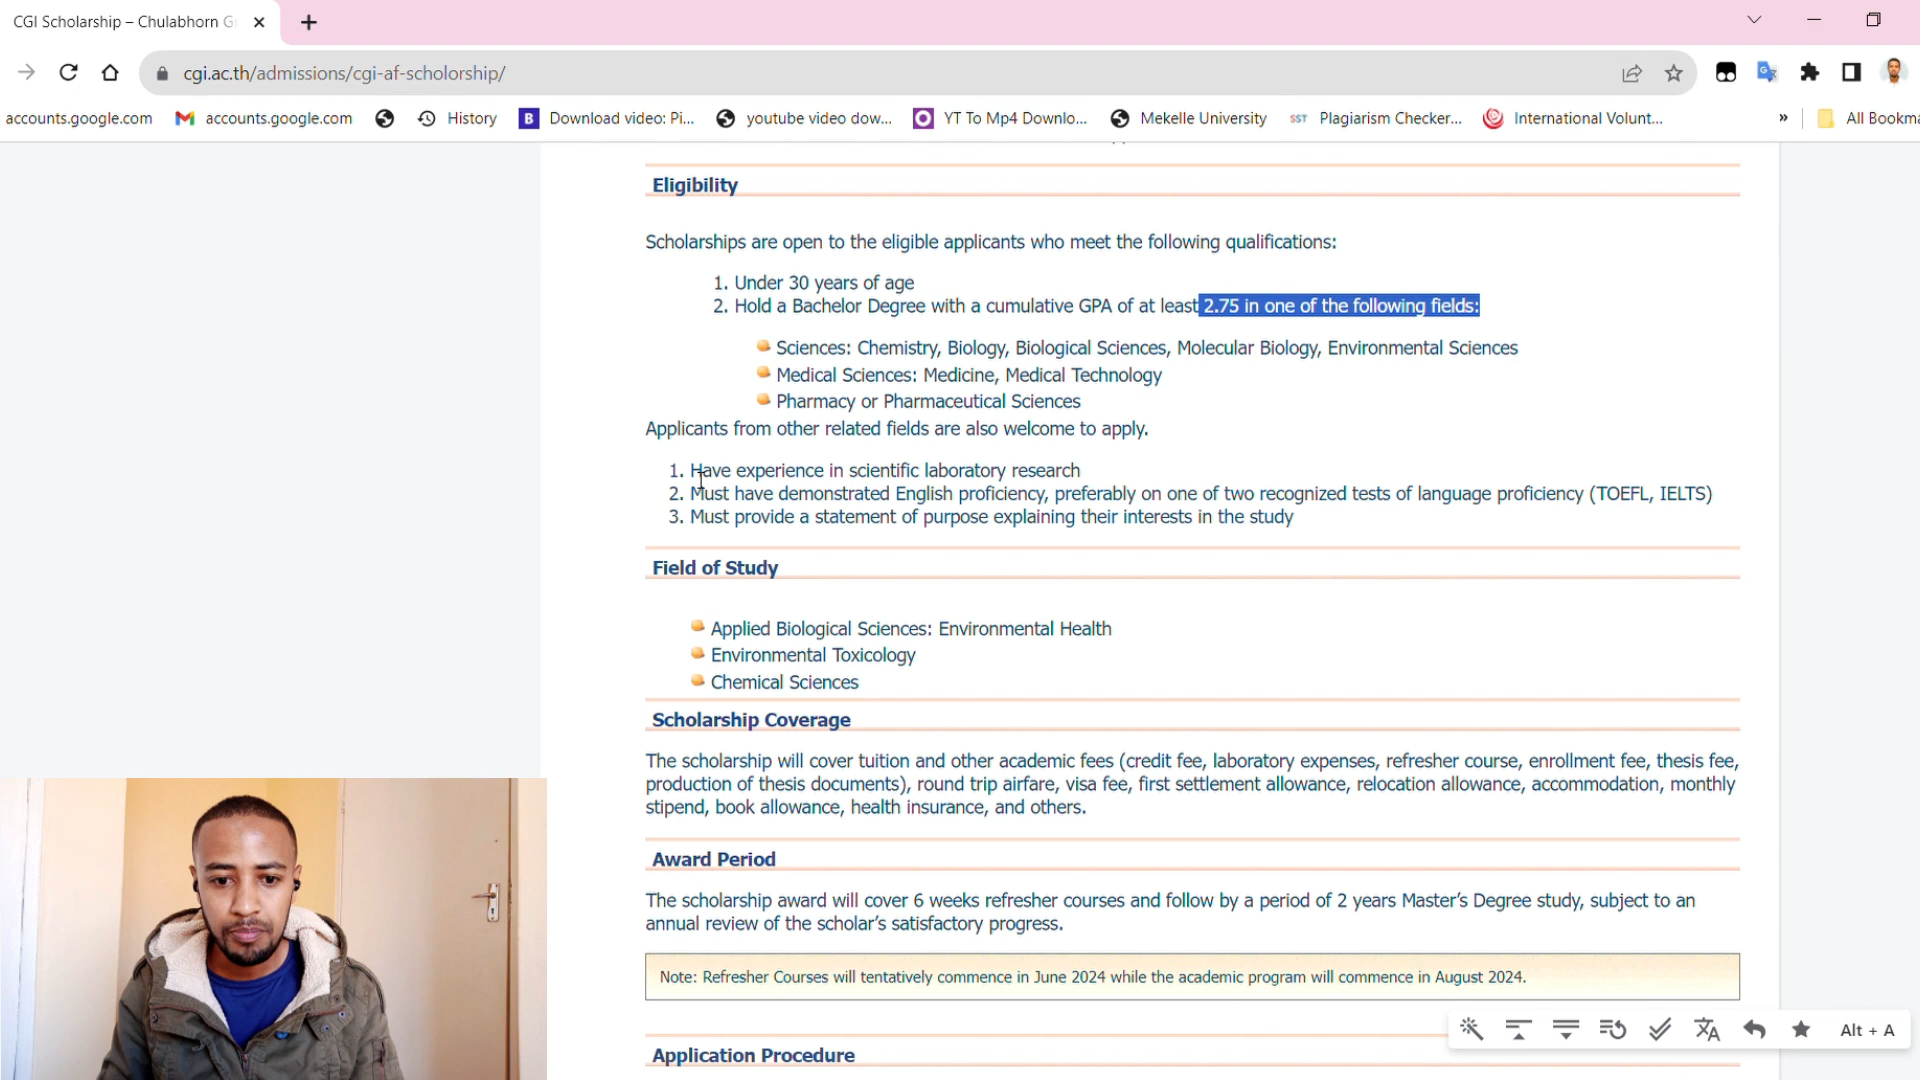 CGI Scholarship – Chulabhorn G
cgi.ac.th/admissions/cgi-af-scholorship/
accounts.google.com accounts.google.com History B Download video: Pi... youtube video dow... YT To Mp4 Downlo... Mekelle University SST Plagiarism Checker... International Volunt... » All Bookma
Eligibility
Scholarships are open to the eligible applicants who meet the following qualifications:
1. Under 30 years of age
2. Hold a Bachelor Degree with a cumulative GPA of at least 2.75 in one of the following fields:
Sciences: Chemistry, Biology, Biological Sciences, Molecular Biology, Environmental Sciences
Medical Sciences: Medicine, Medical Technology
Pharmacy or Pharmaceutical Sciences
Applicants from other related fields are also welcome to apply.
1. Have experience in scientific laboratory research
2. Must have demonstrated English proficiency, preferably on one of two recognized tests of language proficiency (TOEFL, IELTS)
3. Must provide a statement of purpose explaining their interests in the study
Field of Study
Applied Biological Sciences: Environmental Health
Environmental Toxicology
Chemical Sciences
Scholarship Coverage
The scholarship will cover tuition and other academic fees (credit fee, laboratory expenses, refresher course, enrollment fee, thesis fee,
production of thesis documents), round trip airfare, visa fee, first settlement allowance, relocation allowance, accommodation, monthly
stipend, book allowance, health insurance, and others.
Award Period
The scholarship award will cover 6 weeks refresher courses and follow by a period of 2 years Master’s Degree study, subject to an
annual review of the scholar’s satisfactory progress.
Note: Refresher Courses will tentatively commence in June 2024 while the academic program will commence in August 2024.
Alt + A
Application Procedure